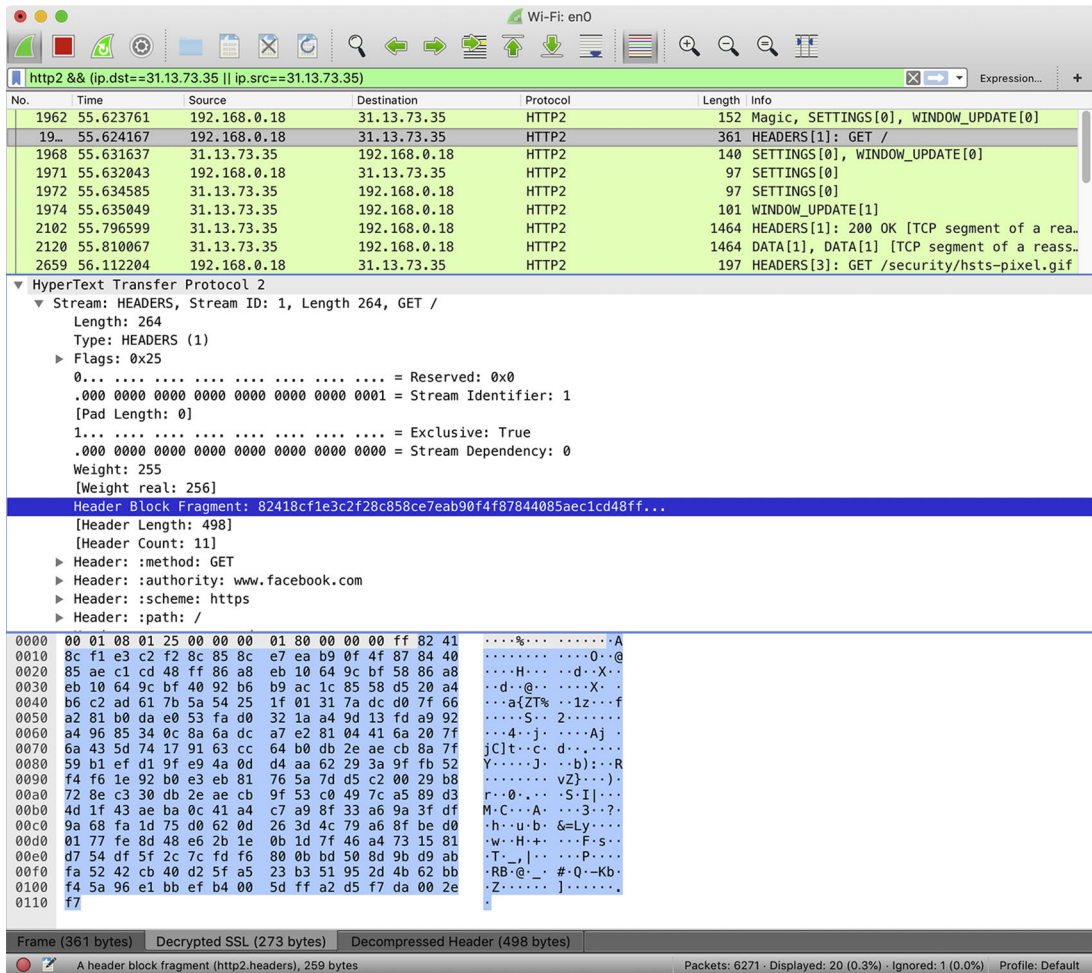 Wi-Fi: en0
http2 && (ip.dst==31.13.73.35 || ip.src==31.13.73.35) Expression... +
No. Time Source Destination Protocol Length Info
1962 55.623761 192.168.0.18 31.13.73.35 HTTP2 152 Magic, SETTINGS[0], WINDOW_UPDATE[0]
19… 55.624167 192.168.0.18 31.13.73.35 HTTP2 361 HEADERS[1]: GET /
1968 55.631637 31.13.73.35 192.168.0.18 HTTP2 140 SETTINGS[0], WINDOW_UPDATE[0]
1971 55.632043 31.13.73.35 192.168.0.18 HTTP2 97 SETTINGS[0]
1972 55.634585 192.168.0.18 31.13.73.35 HTTP2 97 SETTINGS[0]
1974 55.635049 31.13.73.35 192.168.0.18 HTTP2 101 WINDOW_UPDATE[1]
2102 55.796599 31.13.73.35 192.168.0.18 HTTP2 1464 HEADERS[1]: 200 OK [TCP segment of a rea…
2120 55.810067 31.13.73.35 192.168.0.18 HTTP2 1464 DATA[1], DATA[1] [TCP segment of a reass…
2659 56.112204 192.168.0.18 31.13.73.35 HTTP2 197 HEADERS[3]: GET /security/hsts-pixel.gif
HyperText Transfer Protocol 2
Stream: HEADERS, Stream ID: 1, Length 264, GET /
Length: 264
Type: HEADERS (1)
Flags: 0x25
0... .... .... .... .... .... .... .... = Reserved: 0x0
.000 0000 0000 0000 0000 0000 0000 0001 = Stream Identifier: 1
[Pad Length: 0]
1... .... .... .... .... .... .... .... = Exclusive: True
.000 0000 0000 0000 0000 0000 0000 0000 = Stream Dependency: 0
Weight: 255
[Weight real: 256]
Header Block Fragment: 82418cf1e3c2f28c858ce7eab90f4f87844085aec1cd48ff...
[Header Length: 498]
[Header Count: 11]
Header: :method: GET
Header: :authority: www.facebook.com
Header: :scheme: https
Header: :path: /
0000 00 01 08 01 25 00 00 00 01 80 00 00 00 ff 82 41 ····%··· ·······A
0010 8c f1 e3 c2 f2 8c 85 8c e7 ea b9 0f 4f 87 84 40 ········ ····O··@
0020 85 ae c1 cd 48 ff 86 a8 eb 10 64 9c bf 58 86 a8 ····H··· ··d··X··
0030 eb 10 64 9c bf 40 92 b6 b9 ac 1c 85 58 d5 20 a4 ··d··@·· ····X· ·
0040 b6 c2 ad 61 7b 5a 54 25 1f 01 31 7a dc d0 7f 66 ···a{ZT% ··1z···f
0050 a2 81 b0 da e0 53 fa d0 32 1a a4 9d 13 fd a9 92 ·····S·· 2·······
0060 a4 96 85 34 0c 8a 6a dc a7 e2 81 04 41 6a 20 7f ···4··j· ····Aj ·
0070 6a 43 5d 74 17 91 63 cc 64 b0 db 2e ae cb 8a 7f jC]t··c· d··.····
0080 59 b1 ef d1 9f e9 4a 0d d4 aa 62 29 3a 9f fb 52 Y·····J· ··b):··R
0090 f4 f6 1e 92 b0 e3 eb 81 76 5a 7d d5 c2 00 29 b8 ········ vZ}···)·
00a0 72 8e c3 30 db 2e ae cb 9f 53 c0 49 7c a5 89 d3 r··0·.·· ·S·I|···
00b0 4d 1f 43 ae ba 0c 41 a4 c7 a9 8f 33 a6 9a 3f df M·C···A· ···3··?·
00c0 9a 68 fa 1d 75 d0 62 0d 26 3d 4c 79 a6 8f be d0 ·h··u·b· &=Ly····
00d0 01 77 fe 8d 48 e6 2b 1e 0b 1d 7f 46 a4 73 15 81 ·w··H·+· ···F·s··
00e0 d7 54 df 5f 2c 7c fd f6 80 0b bd 50 8d 9b d9 ab ·T·_,|·· ···P····
00f0 fa 52 42 cb 40 d2 5f a5 23 b3 51 95 2d 4b 62 bb ·RB·@·_· #·Q·-Kb·
0100 f4 5a 96 e1 bb ef b4 00 5d ff a2 d5 f7 da 00 2e ·Z······ ]······.
0110 f7 ·
Frame (361 bytes) Decrypted SSL (273 bytes) Decompressed Header (498 bytes)
A header block fragment (http2.headers), 259 bytes Packets: 6271 · Displayed: 20 (0.3%) · Ignored: 1 (0.0%) Profile: Default